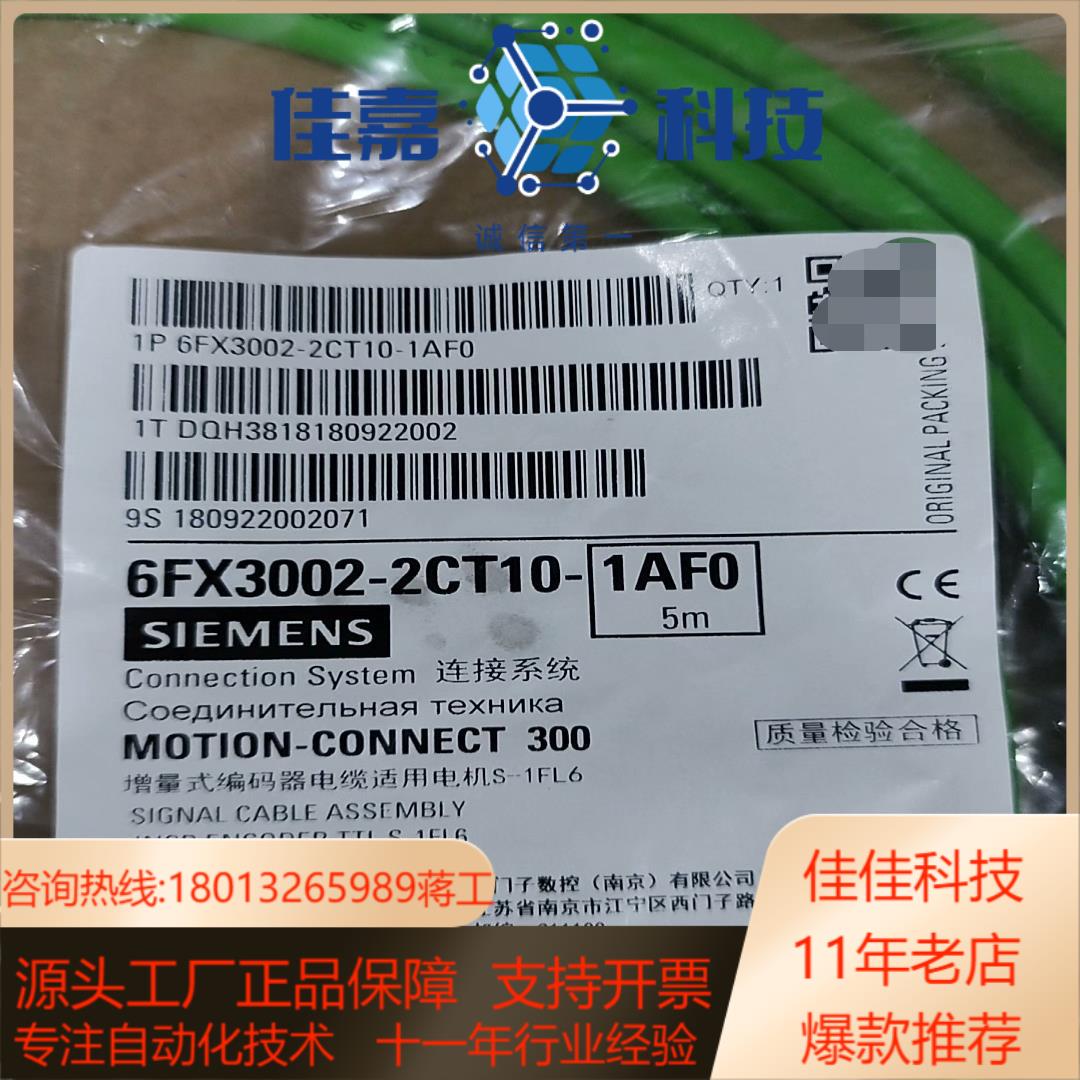 佳嘉 科技
诚信第一
QTY:1
1P 6FX3002-2CT10-1AF0
1T DQH3818180922002
9S 180922002071
ORIGINAL PACKING
6FX3002-2CT10-1AF0
5m
SIEMENS
CE
Connection System 连接系统
Соединительная техника
MOTION-CONNECT 300
质量检验合格
增量式编码器电缆适用电机S-1FL6
SIGNAL CABLE ASSEMBLY
INCR ENCODER TTL S-1FL6
门子数控（南京）有限公司
苏省南京市江宁区西门子路
咨询热线:18013265989蒋工
佳佳科技
11年老店
爆款推荐
源头工厂正品保障 支持开票
专注自动化技术 十一年行业经验